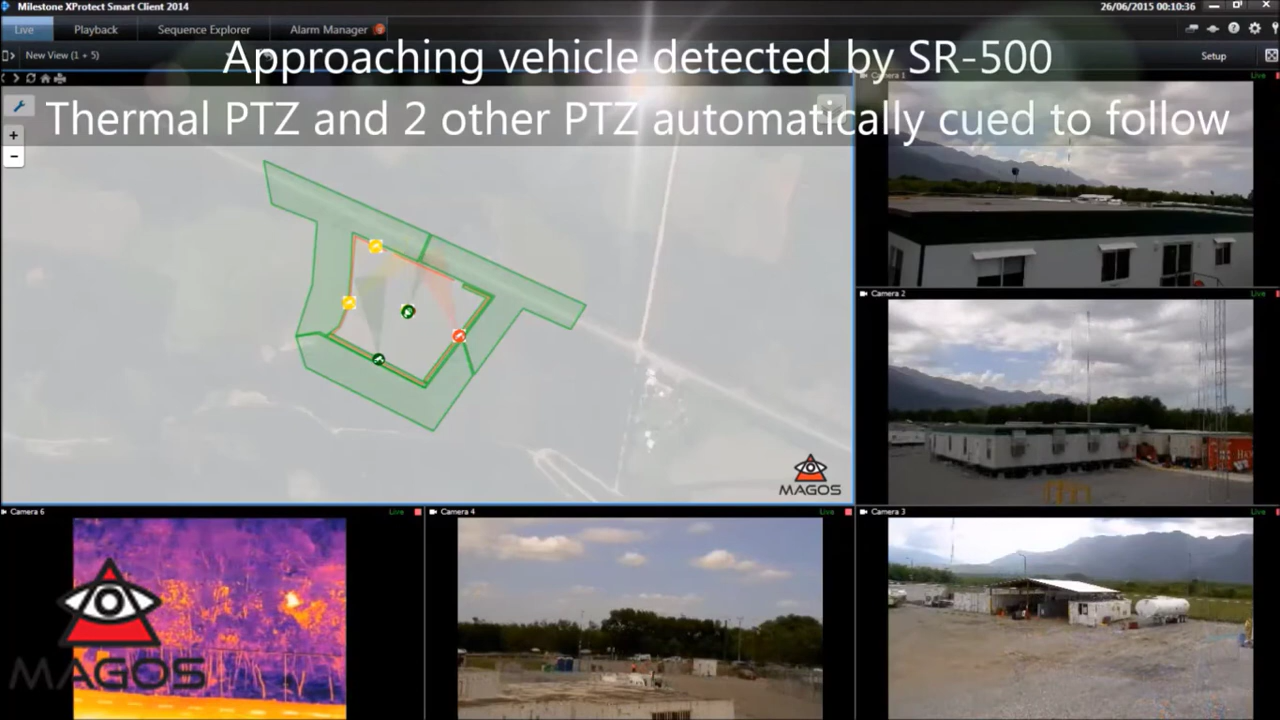 Milestone XProtect Smart Client 2014
26/06/2015 00:10:36
Live
Playback
Sequence Explorer
Alarm Manager
New View (1 + 5)
Setup
Approaching vehicle detected by SR-500
Thermal PTZ and 2 other PTZ automatically cued to follow
Camera 1
Live
+
-
MAGOS
Camera 2
Live
Camera 6
Live
Camera 4
Live
Camera 3
Live
MAGOS